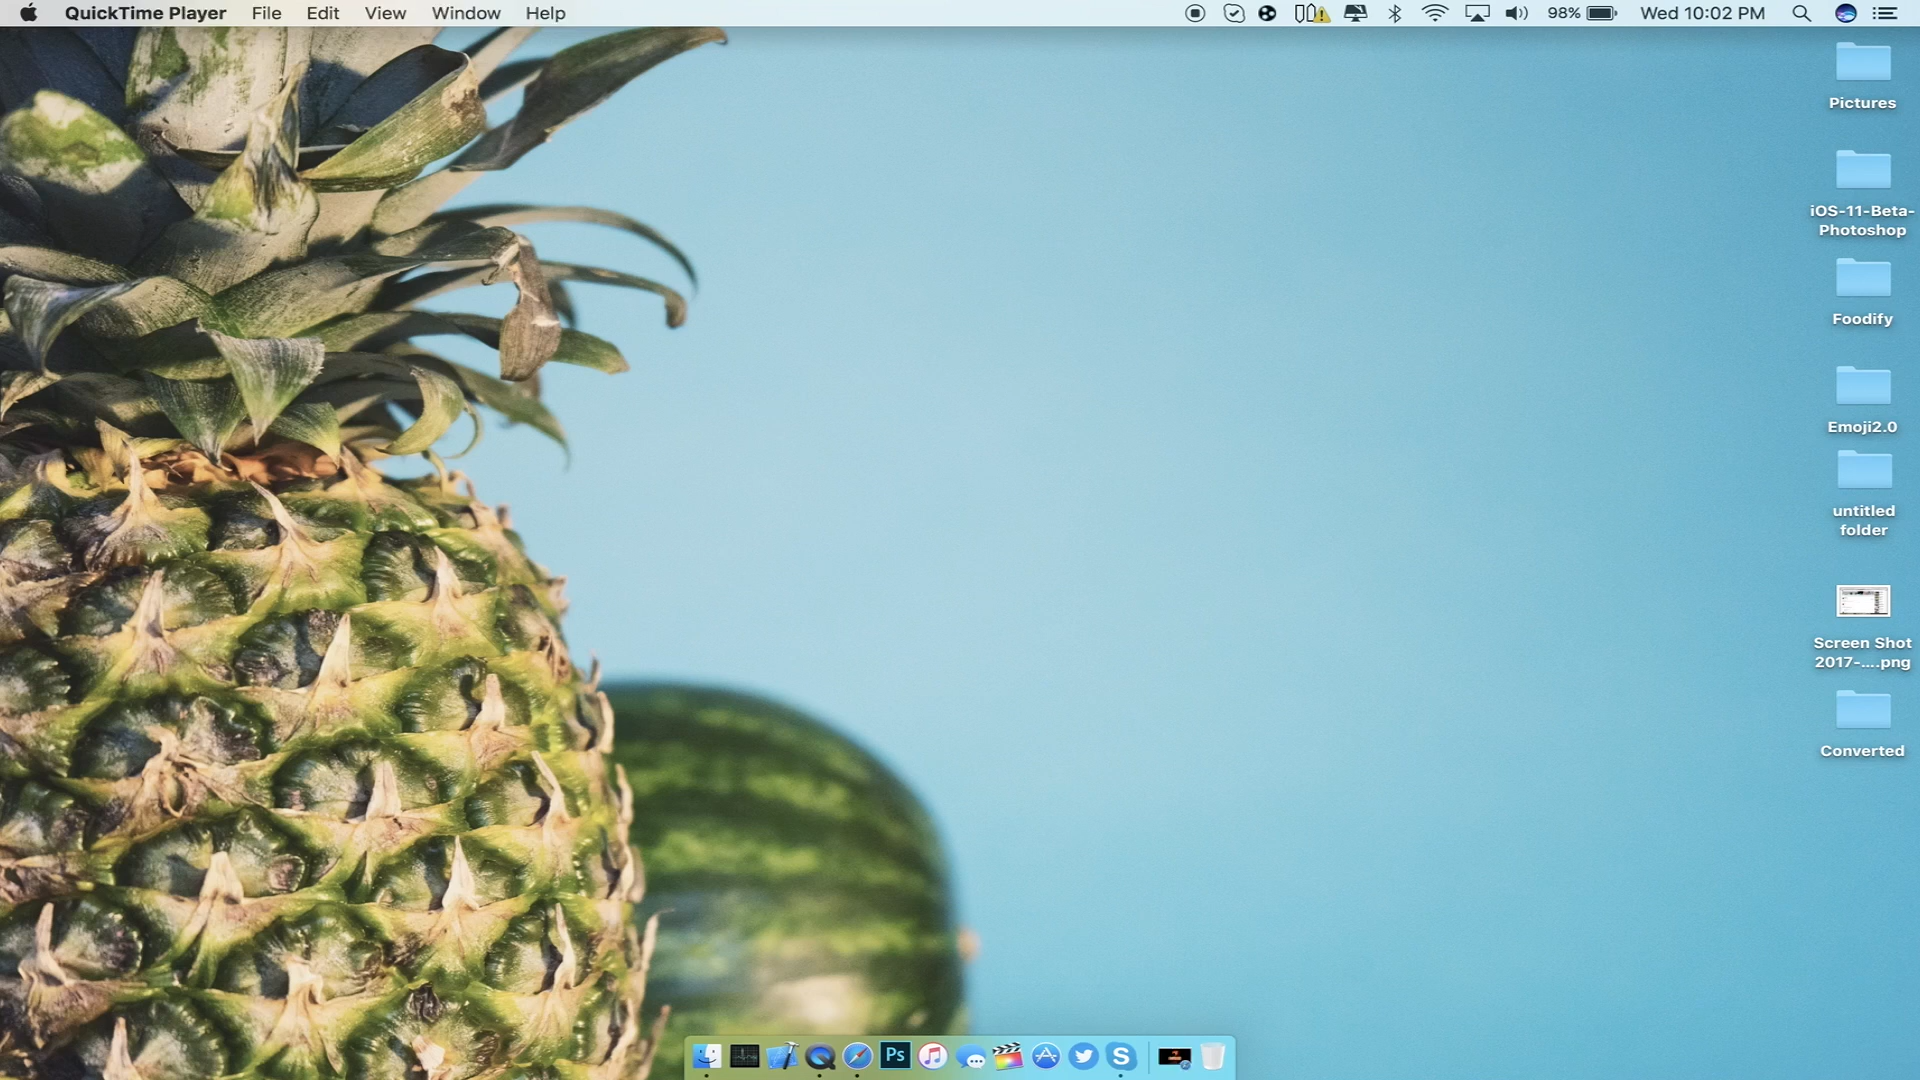 QuickTime Player File Edit View Window Help 98% Wed 10:02 PM
Pictures
iOS-11-Beta-
Photoshop
Foodify
Emoji2.0
untitled
folder
Screen Shot
2017-....png
Converted
Ps